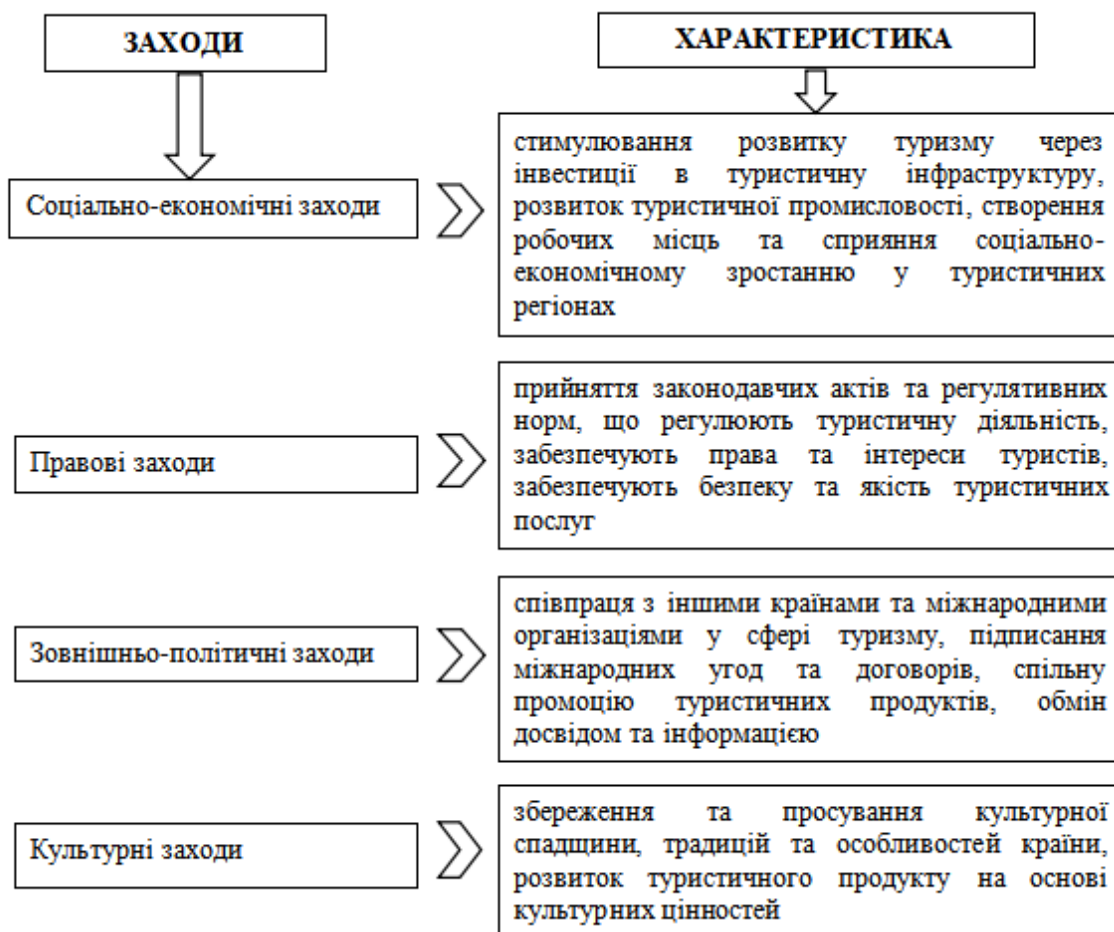 ЗАХОДИ
ХАРАКТЕРИСТИКА
Соціально-економічні заходи
стимулювання розвитку туризму через
інвестиції в туристичну інфраструктуру,
розвиток туристичної промисловості, створення
робочих місць та сприяння соціально-
економічному зростанню у туристичних
регіонах
Правові заходи
прийняття законодавчих актів та регулятивних
норм, що регулюють туристичну діяльність,
забезпечують права та інтереси туристів,
забезпечують безпеку та якість туристичних
послуг
Зовнішньо-політичні заходи
співпраця з іншими країнами та міжнародними
організаціями у сфері туризму, підписання
міжнародних угод та договорів, спільну
промоцію туристичних продуктів, обмін
досвідом та інформацією
Культурні заходи
збереження та просування культурної
спадщини, традицій та особливостей країни,
розвиток туристичного продукту на основі
культурних цінностей